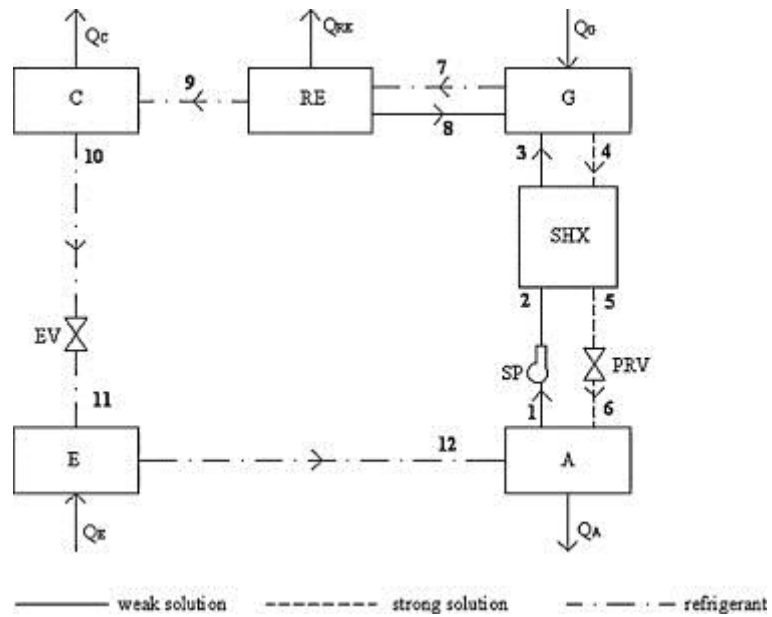 Qc
QRE
QG
C
9
RE
7
8
G
10
3
4
SHX
2
5
EV
SP
PRV
11
1
6
E
12
A
QE
QA
weak solution
strong solution
refrigerant